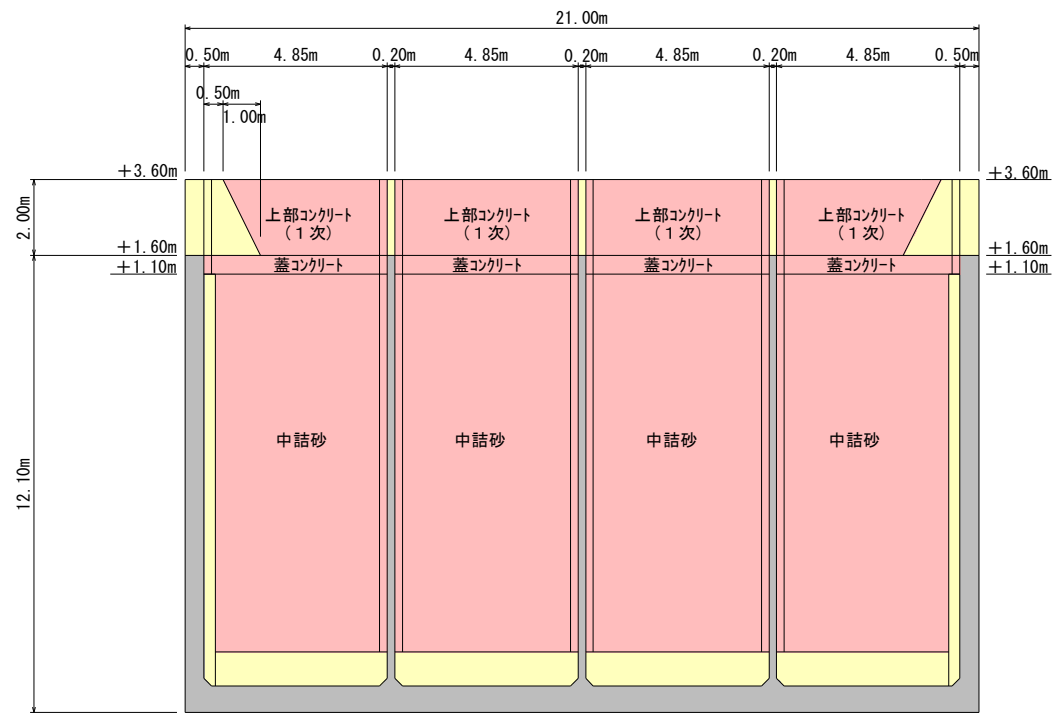 21.00m
0.50m 4.85m 0.20m 4.85m 0.20m 4.85m 0.20m 4.85m 0.50m
0.50m
1.00m
+3.60m +3.60m
2.00m
上部コンクリート 上部コンクリート 上部コンクリート 上部コンクリート
(1次) (1次) (1次) (1次)
+1.60m +1.60m
蓋コンクリート 蓋コンクリート 蓋コンクリート 蓋コンクリート
+1.10m +1.10m
中詰砂 中詰砂 中詰砂 中詰砂
12.10m